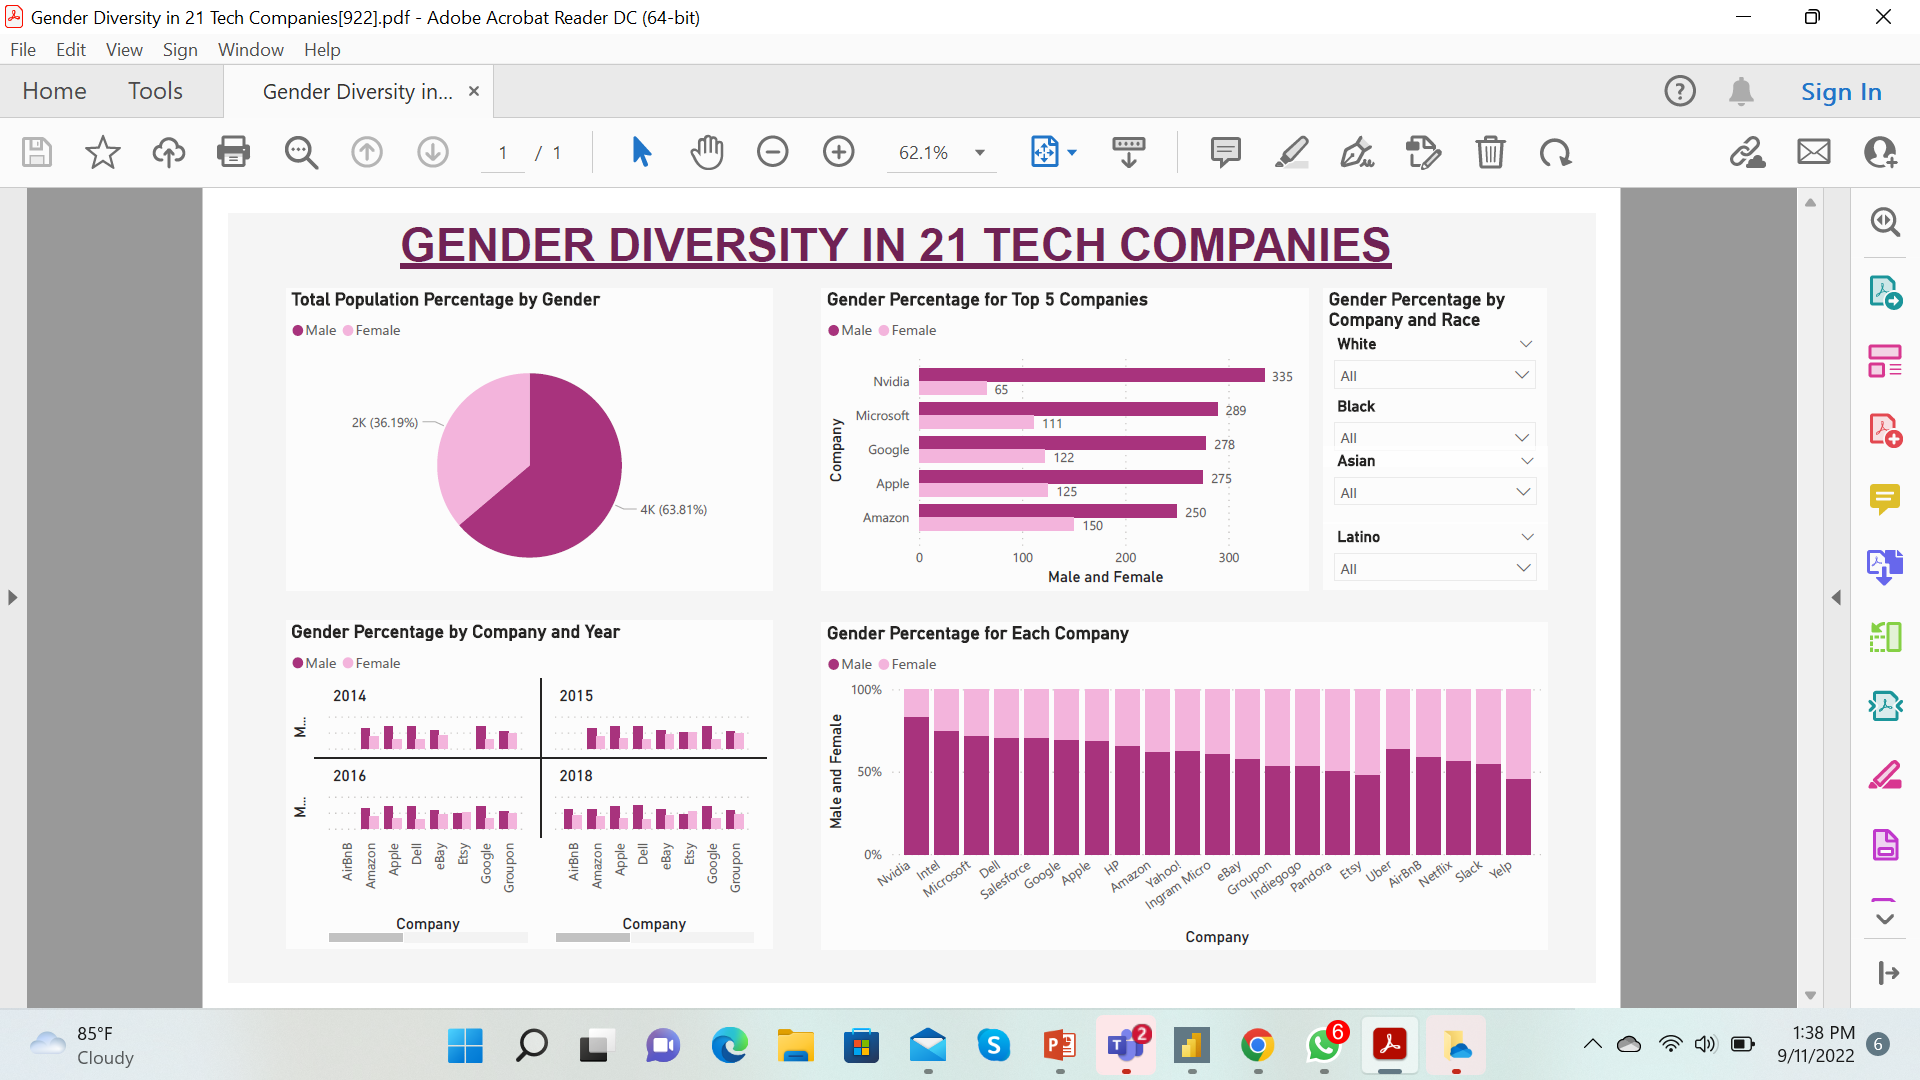 Gender Diversity in 21 Tech Companies[922].pdf - Adobe Acrobat Reader DC (64-bit)
File Edit View Sign Window Help
Home Tools Gender Diversity in... × Sign In
1 / 1 62.1%
GENDER DIVERSITY IN 21 TECH COMPANIES
Total Population Percentage by Gender
Male Female
2K (36.19%)
4K (63.81%)
Gender Percentage for Top 5 Companies
Male Female
Company
Nvidia 335
65
Microsoft 289
111
Google 278
122
Apple 275
125
Amazon 250
150
0 100 200 300
Male and Female
Gender Percentage by
Company and Race
White
All
Black
All
Asian
All
Latino
All
Gender Percentage by Company and Year
Male Female
2014 2015
M...
2016 2018
M...
AirBnB Amazon Apple Dell eBay Etsy Google Groupon AirBnB Amazon Apple Dell eBay Etsy Google Groupon
Company Company
Gender Percentage for Each Company
Male Female
Male and Female
100%
50%
0%
Nvidia Intel Microsoft Dell Salesforce Google Apple HP Amazon Yahoo! Ingram Micro eBay Groupon Indiegogo Pandora Etsy Uber AirBnB Netflix Slack Yelp
Company
85°F
Cloudy
2
6
1:38 PM
9/11/2022
6